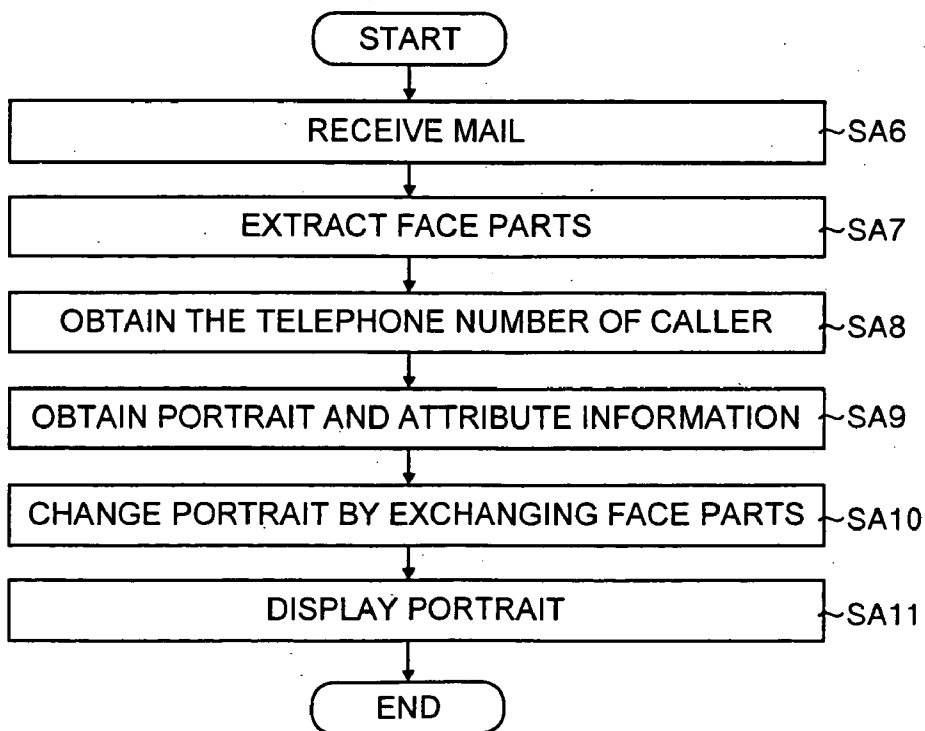 START
RECEIVE MAIL ~SA6
EXTRACT FACE PARTS ~SA7
OBTAIN THE TELEPHONE NUMBER OF CALLER ~SA8
OBTAIN PORTRAIT AND ATTRIBUTE INFORMATION ~SA9
CHANGE PORTRAIT BY EXCHANGING FACE PARTS ~SA10
DISPLAY PORTRAIT ~SA11
END